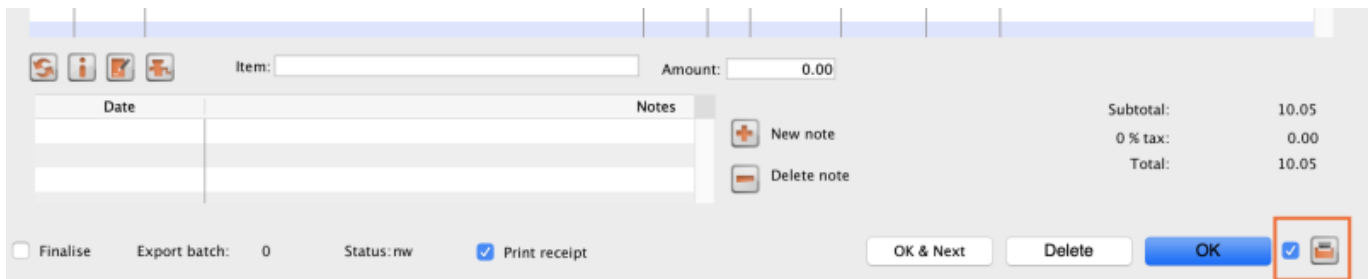 Item: Amount: 0.00
Date Notes
Subtotal: 10.05
New note
0 % tax: 0.00
Total: 10.05
Delete note
Finalise Export batch: 0 Status: nw Print receipt OK & Next Delete OK